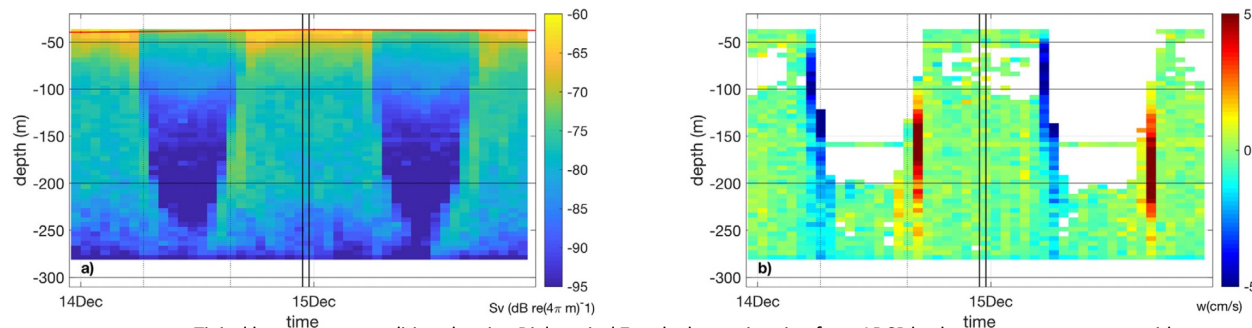 -50
-100
-150
-200
-250
-300
depth (m)
a)
14Dec
15Dec
time
-60
-65
-70
-75
-80
-85
-90
-95
Sv (dB re(4π m)⁻¹)
-50
-100
-150
-200
-250
-300
depth (m)
b)
14Dec
15Dec
time
5
0
-5
w(cm/s)